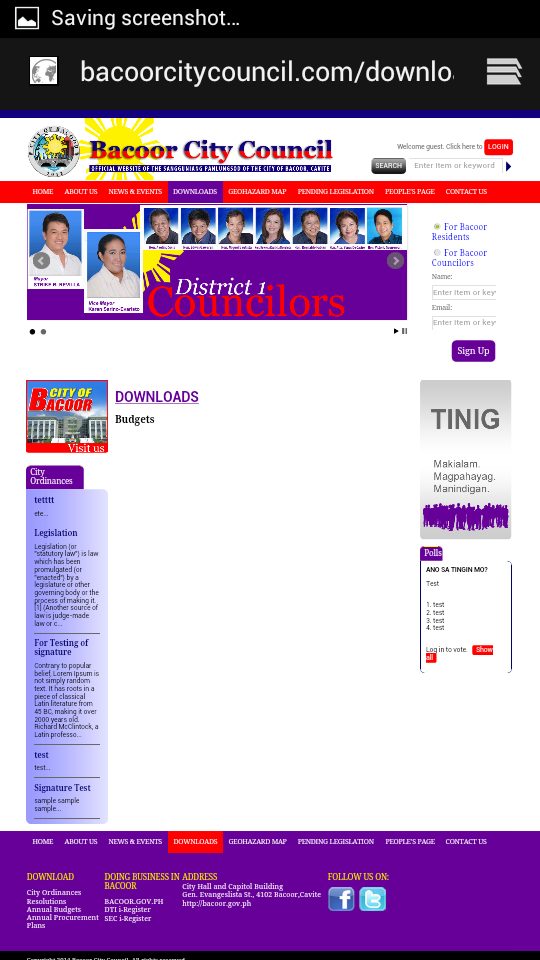 Saving screenshot...
bacoorcitycouncil.com/downlo
Bacoor City Council
OFFICIAL WEBSITE OF THE SANGGUNIANG PANLUNGSOD OF THE CITY OF BACOOR, CAVITE
Welcome guest. Click here to LOGIN
SEARCH Enter Item or keyword
HOME ABOUT US NEWS & EVENTS DOWNLOADS GEOHAZARD MAP PENDING LEGISLATION PEOPLE'S PAGE CONTACT US
Mayor
STRIKE B. REVILLA
Vice Mayor
Karen Sarino-Evaristo
District 1
Councilors
For Bacoor
Residents
For Bacoor
Councilors
Name:
Enter Item or key
Email:
Enter Item or key
Sign Up
CITY OF
BACOOR
Visit us
DOWNLOADS
Budgets
City
Ordinances
tetttt
ete...
Legislation
Legislation (or
"statutory law") is law
which has been
promulgated (or
"enacted") by a
legislature or other
governing body or the
process of making it.
[1] (Another source of
law is judge-made
law or c...
For Testing of
signature
Contrary to popular
belief, Lorem Ipsum is
not simply random
text. It has roots in a
piece of classical
Latin literature from
45 BC, making it over
2000 years old.
Richard McClintock, a
Latin professo...
test
test...
Signature Test
sample sample
sample...
TINIG
Makialam.
Magpahayag.
Manindigan.
Polls
ANO SA TINGIN MO?
Test
1. test
2. test
3. test
4. test
Log in to vote. Show
all
HOME ABOUT US NEWS & EVENTS DOWNLOADS GEOHAZARD MAP PENDING LEGISLATION PEOPLE'S PAGE CONTACT US
DOWNLOAD
City Ordinances
Resolutions
Annual Budgets
Annual Procurement
Plans
DOING BUSINESS IN
BACOOR
BACOOR.GOV.PH
DTI i-Register
SEC i-Register
ADDRESS
City Hall and Capitol Building
Gen. Evangeslista St., 4102 Bacoor,Cavite
http://bacoor.gov.ph
FOLLOW US ON:
Copyright 2014 Bacoor City Council. All rights reserved